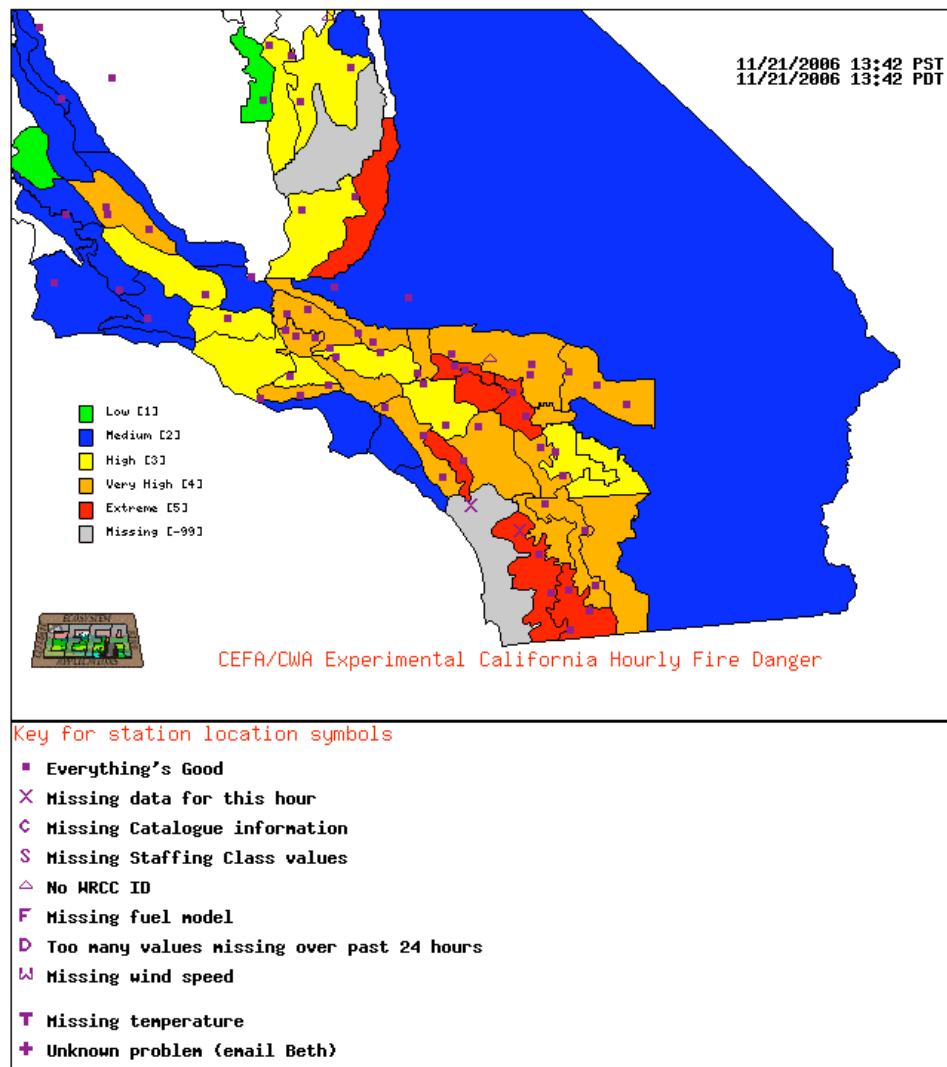 11/21/2006 13:42 PST
11/21/2006 13:42 PDT
Low [1]
Medium [2]
High [3]
Very High [4]
Extreme [5]
Missing [-99]
ECOSYSTEM
CEFA
APPLICATIONS
CEFA/CWA Experimental California Hourly Fire Danger
Key for station location symbols
Everything's Good
X Missing data for this hour
C Missing Catalogue information
S Missing Staffing Class values
No WRCC ID
F Missing fuel model
D Too many values missing over past 24 hours
W Missing wind speed
T Missing temperature
+ Unknown problem (email Beth)